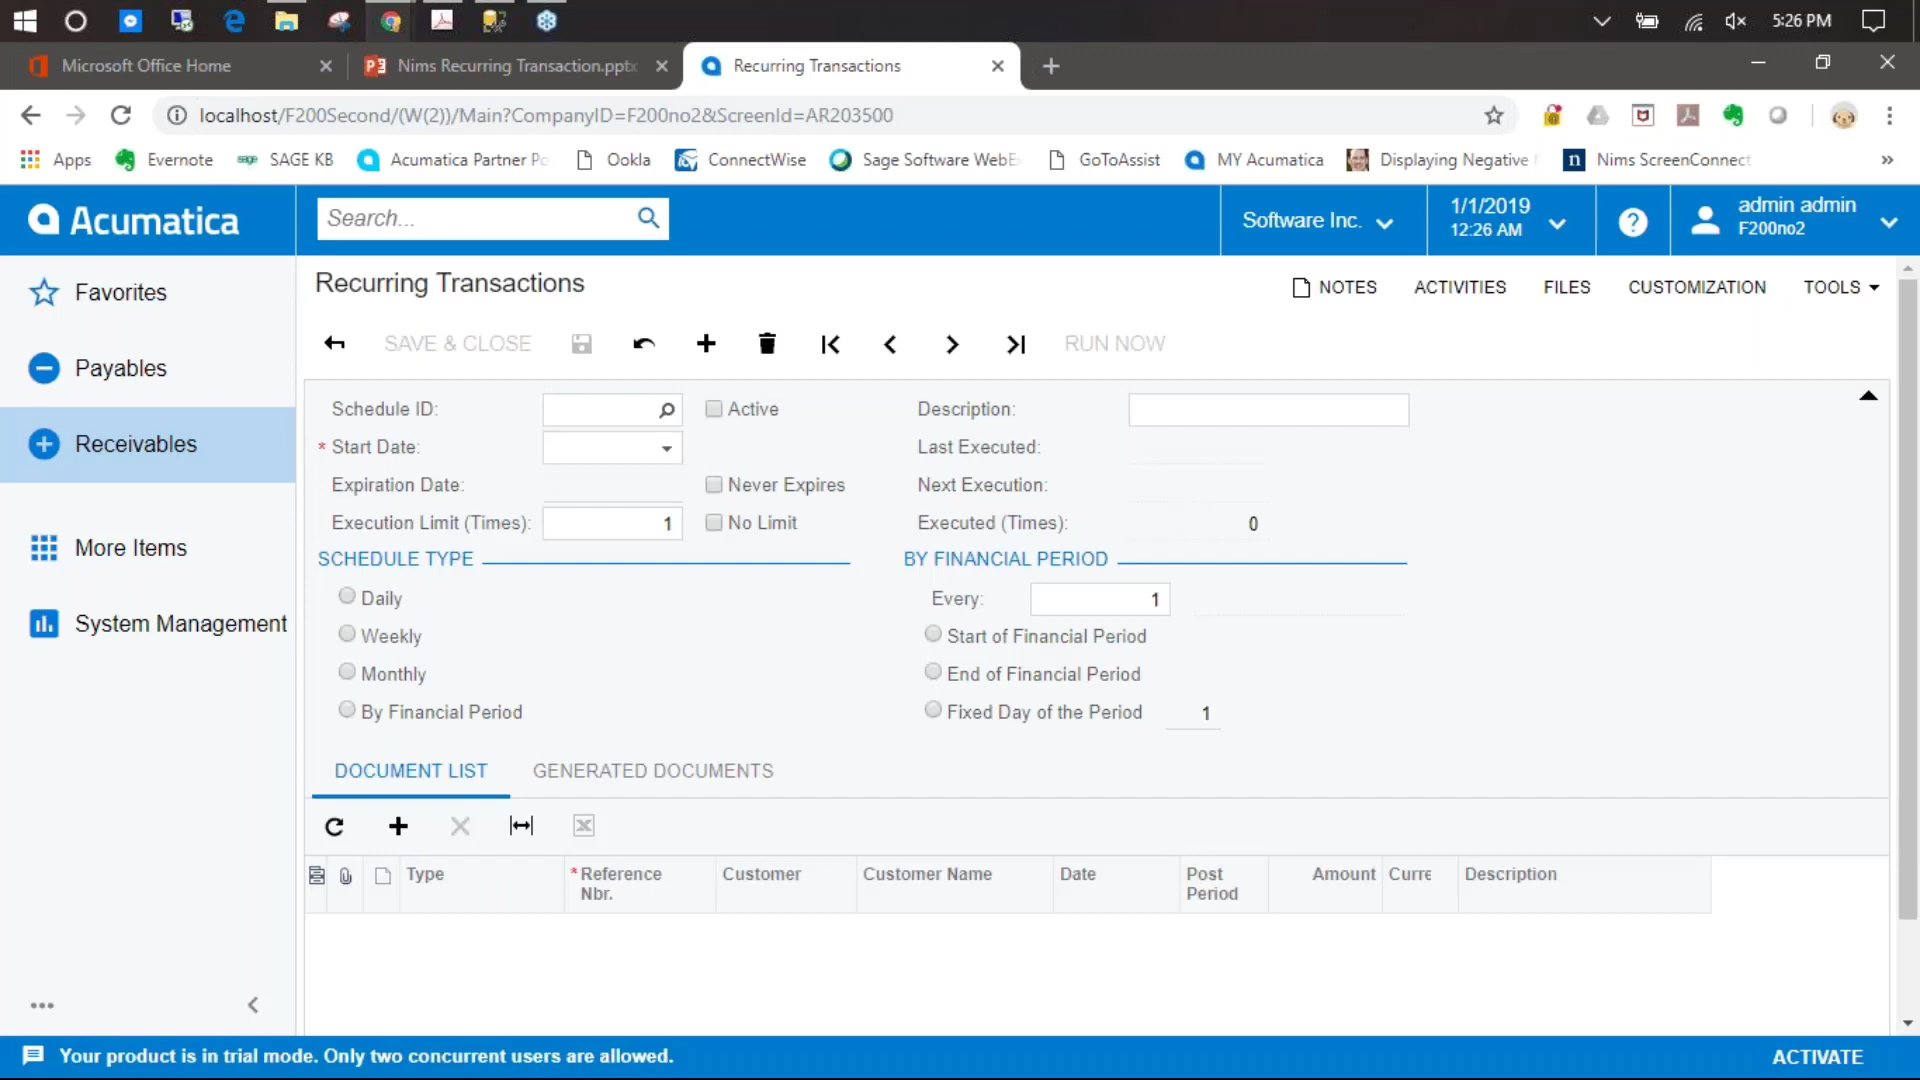 5:26 PM
Microsoft Office Home
Nims Recurring Transaction.pptx
Recurring Transactions
localhost/F200Second/(W(2))/Main?CompanyID=F200no2&ScreenId=AR203500
Apps
Evernote
SAGE KB
Acumatica Partner Po
Ookla
ConnectWise
Sage Software WebEx
GoToAssist
MY Acumatica
Displaying Negative
Nims ScreenConnect
»
Acumatica
Search...
Software Inc.
1/1/2019
12:26 AM
?
admin admin
F200no2
Favorites
Payables
Receivables
More Items
System Management
Recurring Transactions
NOTES
ACTIVITIES
FILES
CUSTOMIZATION
TOOLS
SAVE & CLOSE
RUN NOW
Schedule ID:
Active
Description:
* Start Date:
Last Executed:
Expiration Date:
Never Expires
Next Execution:
Execution Limit (Times): 1
No Limit
Executed (Times): 0
SCHEDULE TYPE
Daily
Weekly
Monthly
By Financial Period
BY FINANCIAL PERIOD
Every: 1
Start of Financial Period
End of Financial Period
Fixed Day of the Period 1
DOCUMENT LIST
GENERATED DOCUMENTS
Type
* Reference
Nbr.
Customer
Customer Name
Date
Post
Period
Amount
Curre
Description
Your product is in trial mode. Only two concurrent users are allowed.
ACTIVATE